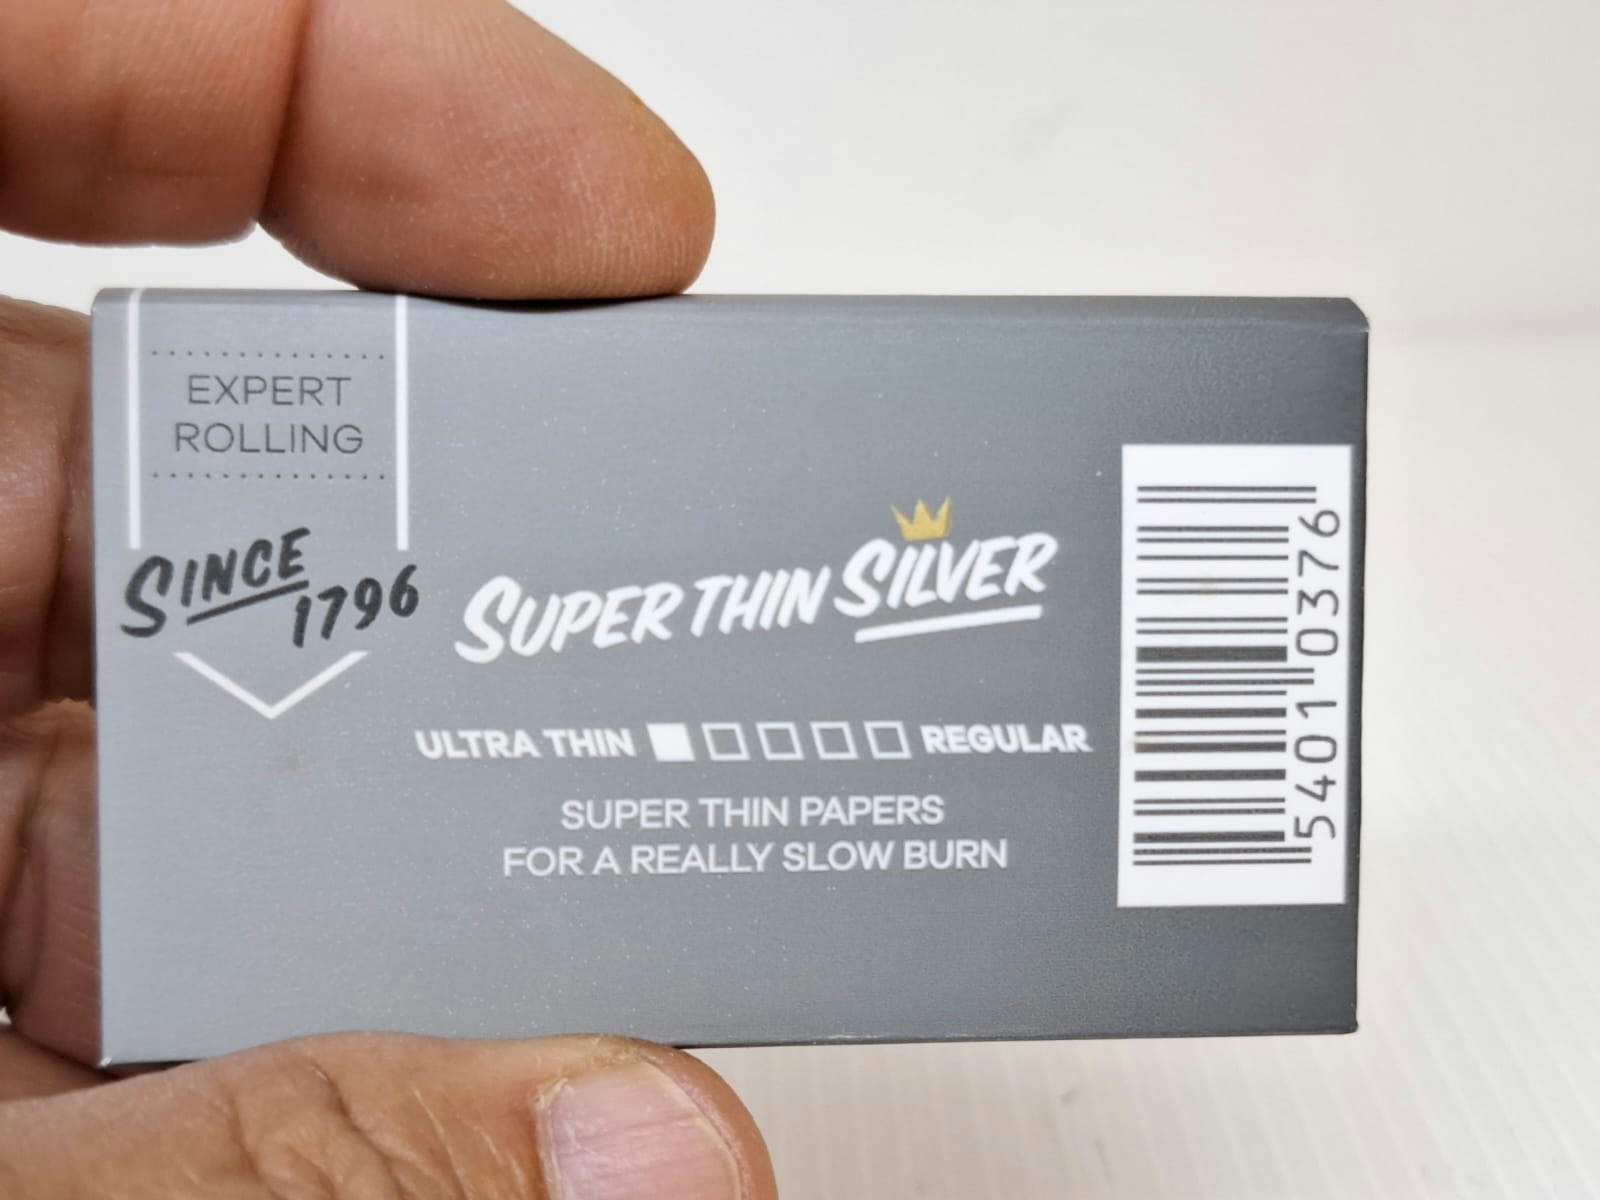 EXPERT
ROLLING
SINCE
1796
SUPER THIN SILVER
ULTRA THIN REGULAR
SUPER THIN PAPERS
FOR A REALLY SLOW BURN
5401 0376